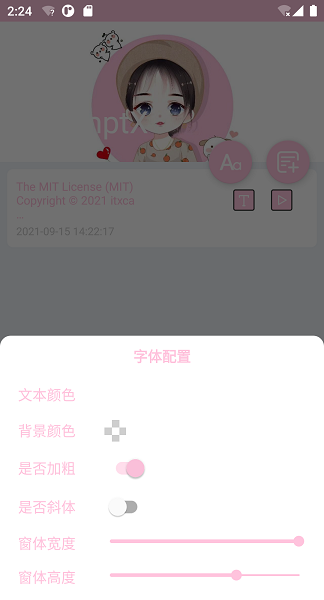 2:24
mptx
Aa
The MIT License (MIT)
Copyright © 2021 itxca
...
T
2021-09-15 14:22:17
字体配置
文本颜色
背景颜色
是否加粗
是否斜体
窗体宽度
窗体高度